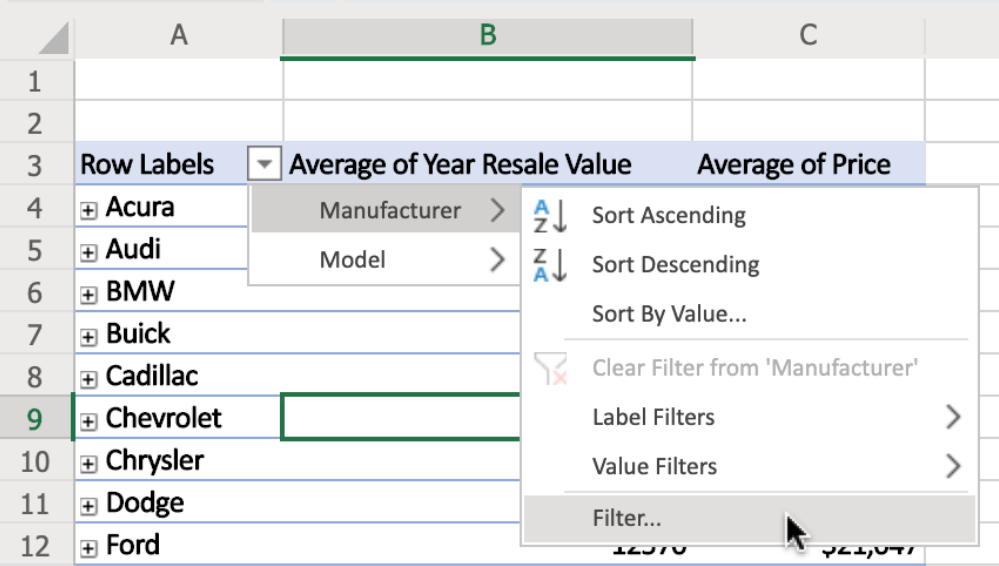 A B C
1
2
3 Row Labels Average of Year Resale Value Average of Price
4 Acura Manufacturer Sort Ascending
5 Audi Model Sort Descending
6 BMW Sort By Value...
7 Buick
8 Cadillac Clear Filter from 'Manufacturer'
9 Chevrolet Label Filters
10 Chrysler Value Filters
11 Dodge Filter...
12 Ford